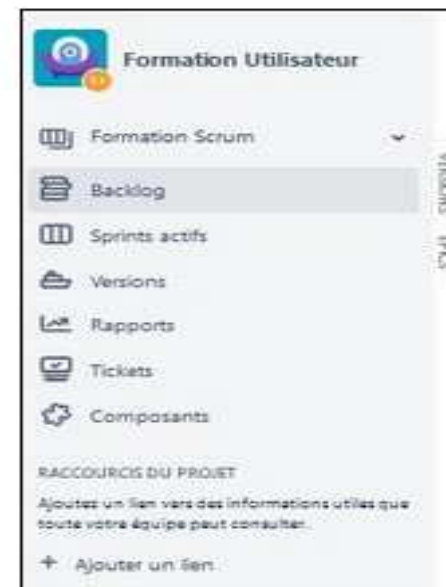 Formation Utilisateur
Formation Scrum
Backlog
Sprints actifs
Versions
Rapports
Tickets
Composants
RACCOURCIS DU PROJET
Ajoutez un lien vers des informations utiles que
toute votre équipe peut consulter.
+ Ajouter un lien